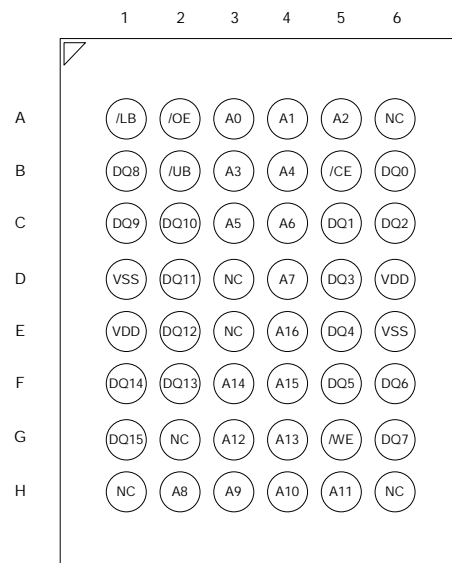 1 2 3 4 5 6
A /LB /OE A0 A1 A2 NC
B DQ8 /UB A3 A4 /CE DQ0
C DQ9 DQ10 A5 A6 DQ1 DQ2
D VSS DQ11 NC A7 DQ3 VDD
E VDD DQ12 NC A16 DQ4 VSS
F DQ14 DQ13 A14 A15 DQ5 DQ6
G DQ15 NC A12 A13 /WE DQ7
H NC A8 A9 A10 A11 NC